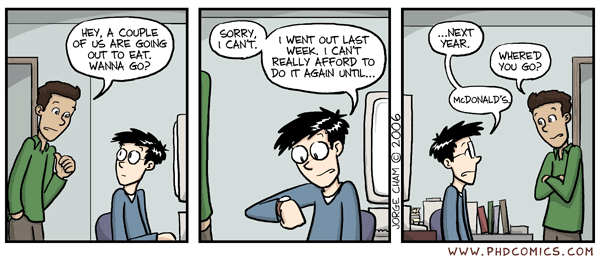 HEY, A COUPLE
OF US ARE GOING
OUT TO EAT.
WANNA GO?
SORRY,
I CAN'T.
I WENT OUT LAST
WEEK. I CAN'T
REALLY AFFORD TO
DO IT AGAIN UNTIL...
JORGE CHAM © 2006
...NEXT
YEAR.
WHERE'D
YOU GO?
McDONALD'S.
WWW.PHDCOMICS.COM